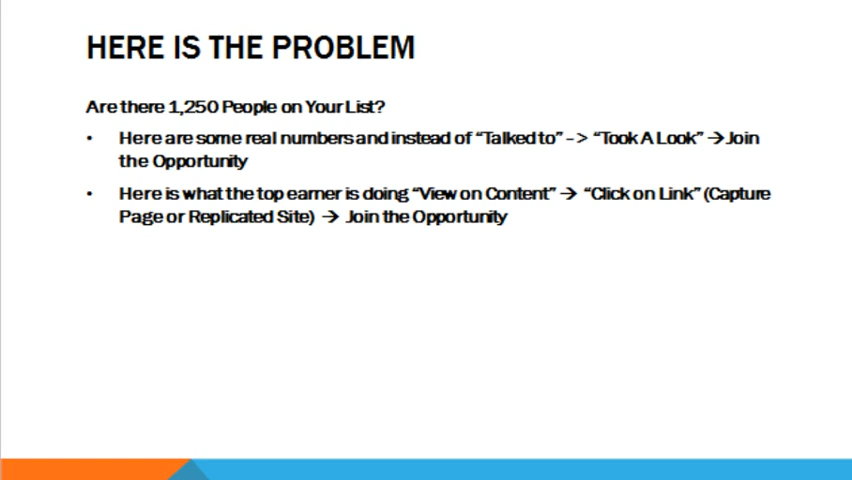 HERE IS THE PROBLEM
Are there 1,250 People on Your List?
• Here are some real numbers and instead of “Talked to” -> “Took A Look” →Join
the Opportunity
• Here is what the top earner is doing “View on Content” → “Click on Link” (Capture
Page or Replicated Site) → Join the Opportunity